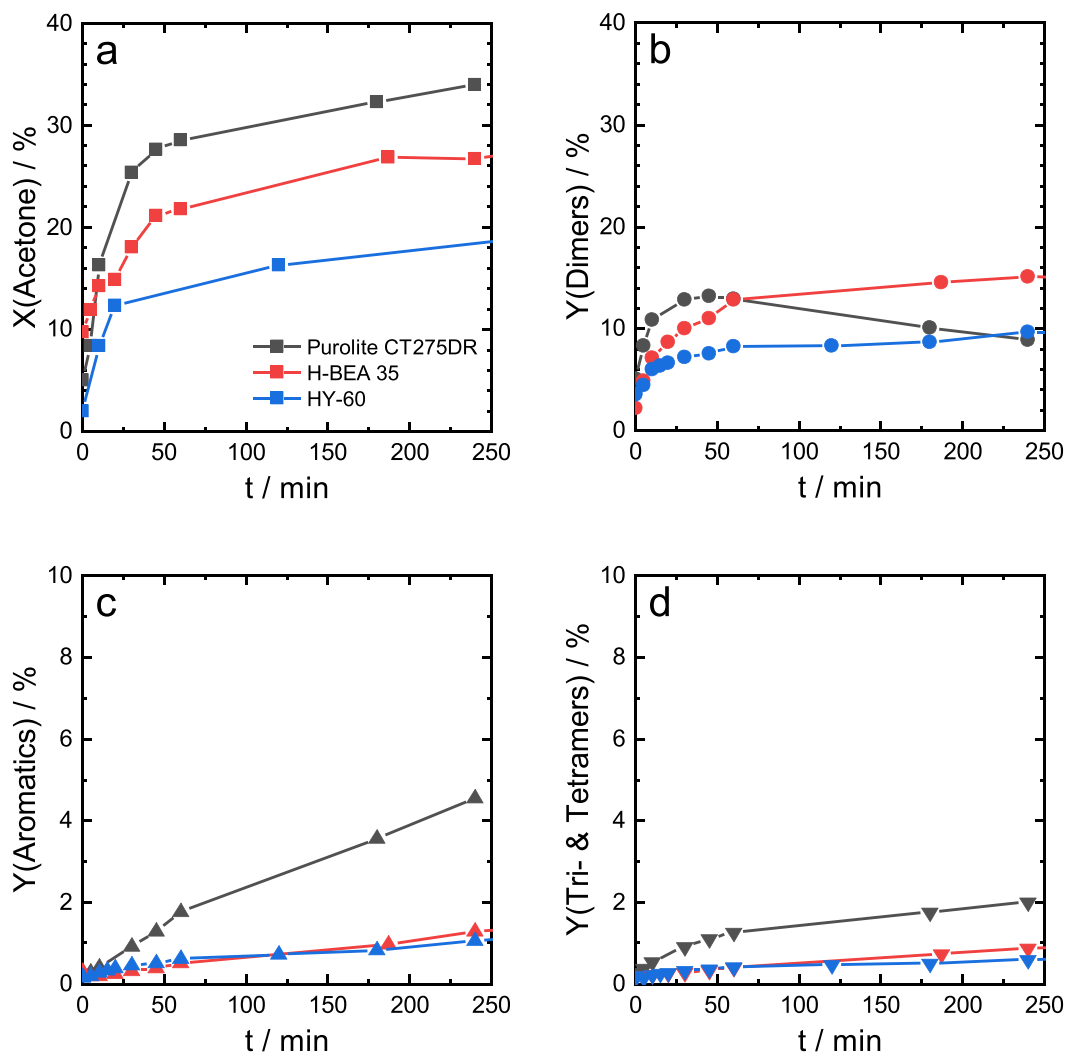 a
40
30
20
10
0
X(Acetone) / %
Purolite CT275DR
H-BEA 35
HY-60
0 50 100 150 200 250
t / min
b
40
30
20
10
0
Y(Dimers) / %
0 50 100 150 200 250
t / min
c
10
8
6
4
2
0
Y(Aromatics) / %
0 50 100 150 200 250
t / min
d
10
8
6
4
2
0
Y(Tri- & Tetramers) / %
0 50 100 150 200 250
t / min